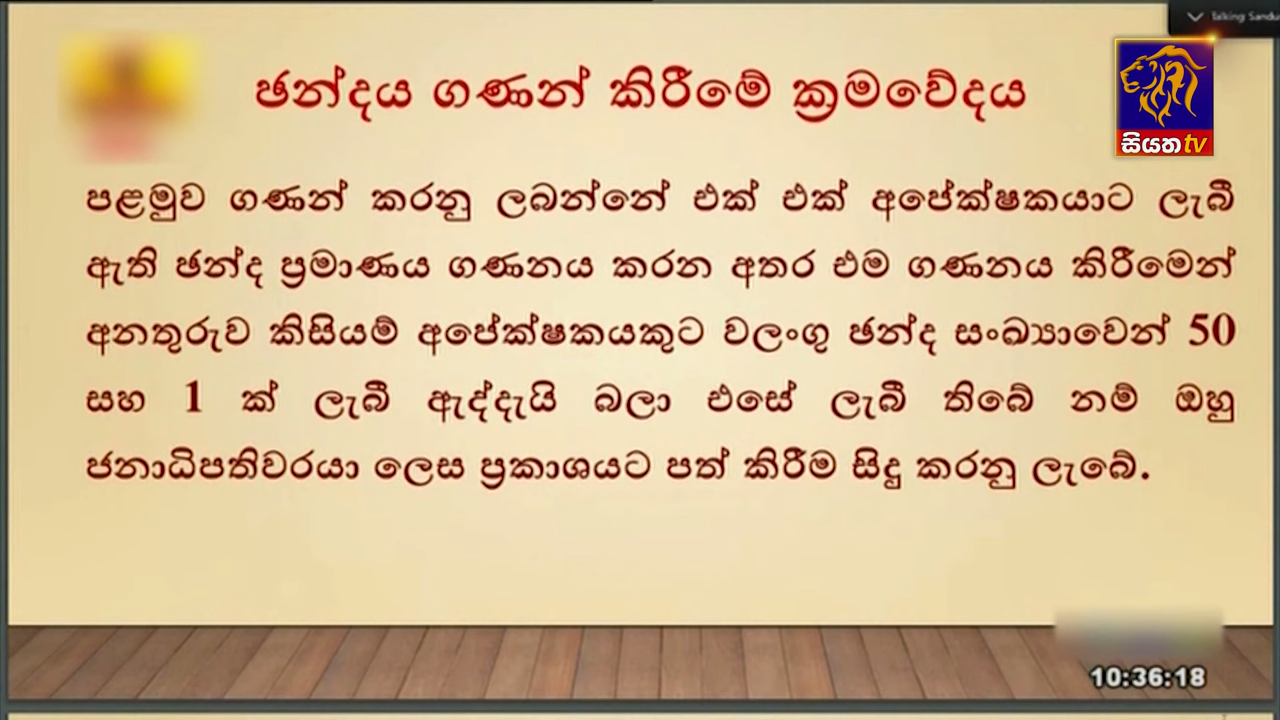 Talking: Sandu
සියත tv
ඡන්දය ගණන් කිරීමේ ක්‍රමවේදය
පළමුව ගණන් කරනු ලබන්නේ එක් එක් අපේක්ෂකයාට ලැබී
ඇති ඡන්ද ප්‍රමාණය ගණනය කරන අතර එම ගණනය කිරීමෙන්
අනතුරුව කිසියම් අපේක්ෂකයකුට වලංගු ඡන්ද සංඛ්‍යාවෙන් 50
සහ 1 ක් ලැබී ඇද්දැයි බලා එසේ ලැබී තිබේ නම් ඔහු
ජනාධිපතිවරයා ලෙස ප්‍රකාශයට පත් කිරීම සිදු කරනු ලැබේ.
10:36:18